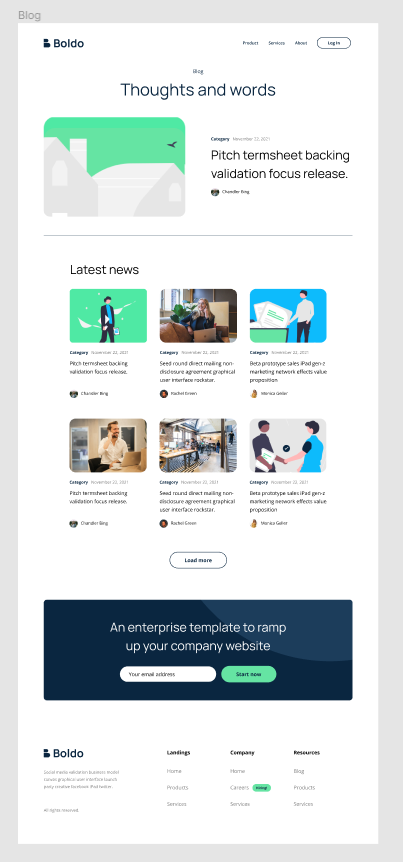 Blog
Boldo
Product Services About Log In
Blog
Thoughts and words
Category November 22, 2021
Pitch termsheet backing
validation focus release.
Chandler Bing
Latest news
Category November 22, 2021
Pitch termsheet backing
validation focus release.
Chandler Bing
Category November 22, 2021
Seed round direct mailing non-
disclosure agreement graphical
user interface rockstar.
Rachel Green
Category November 22, 2021
Beta prototype sales iPad gen-z
marketing network effects value
proposition
Monica Geller
Category November 22, 2021
Pitch termsheet backing
validation focus release.
Chandler Bing
Category November 22, 2021
Seed round direct mailing non-
disclosure agreement graphical
user interface rockstar.
Rachel Green
Category November 22, 2021
Beta prototype sales iPad gen-z
marketing network effects value
proposition
Monica Geller
Load more
An enterprise template to ramp
up your company website
Your email address Start now
Boldo
Social media validation business model
canvas graphical user interface launch
party creative facebook iPad twitter.
All rights reserved.
Landings
Home
Products
Services
Company
Home
Careers Hiring!
Services
Resources
Blog
Products
Services